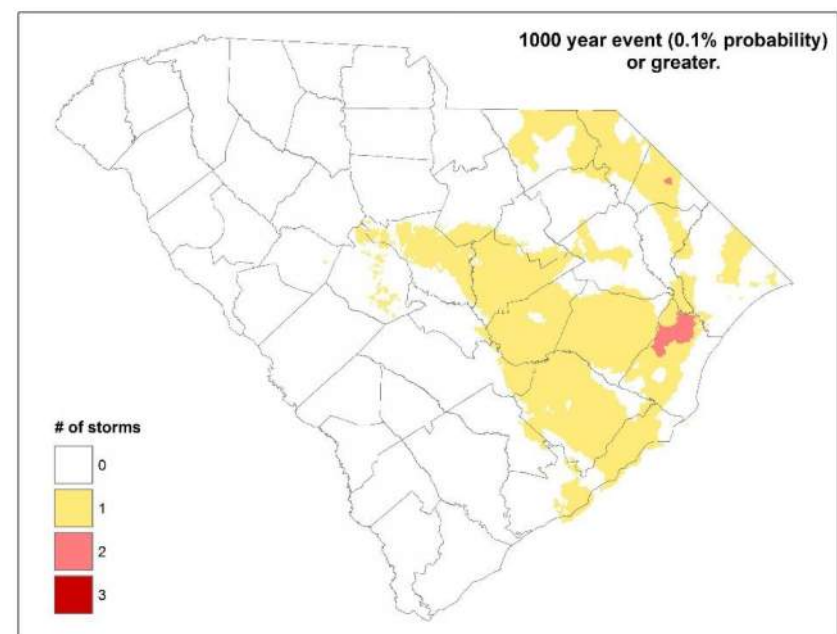 1000 year event (0.1% probability)
or greater.
# of storms
0
1
2
3